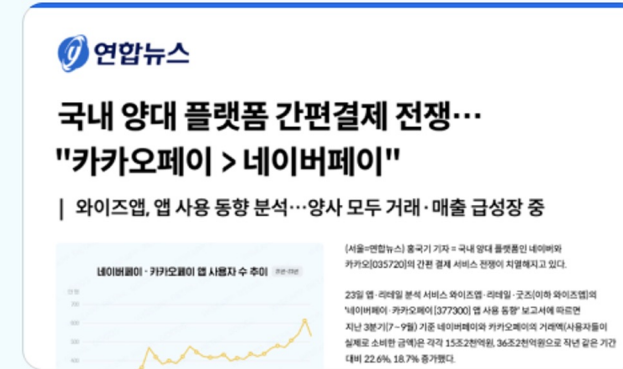 연합뉴스
국내 양대 플랫폼 간편결제 전쟁…
"카카오페이 > 네이버페이"
| 와이즈앱, 앱 사용 동향 분석…양사 모두 거래·매출 급성장 중
네이버페이·카카오페이 앱 사용자 수 추이
(서울=연합뉴스) 홍국기 기자 = 국내 양대 플랫폼인 네이버와
카카오[035720]의 간편 결제 서비스 전쟁이 치열해지고 있다.
23일 앱·리테일 분석 서비스 와이즈앱·리테일·굿즈(이하 와이즈앱)의
'네이버페이·카카오페이[377300] 앱 사용 동향' 보고서에 따르면
지난 3분기(7~9월) 기준 네이버페이와 카카오페이의 거래액(사용자들이
실제로 소비한 금액)은 각각 15조2천억원, 36조2천억원으로 작년 같은 기간
대비 22.6%, 18.7% 증가했다.